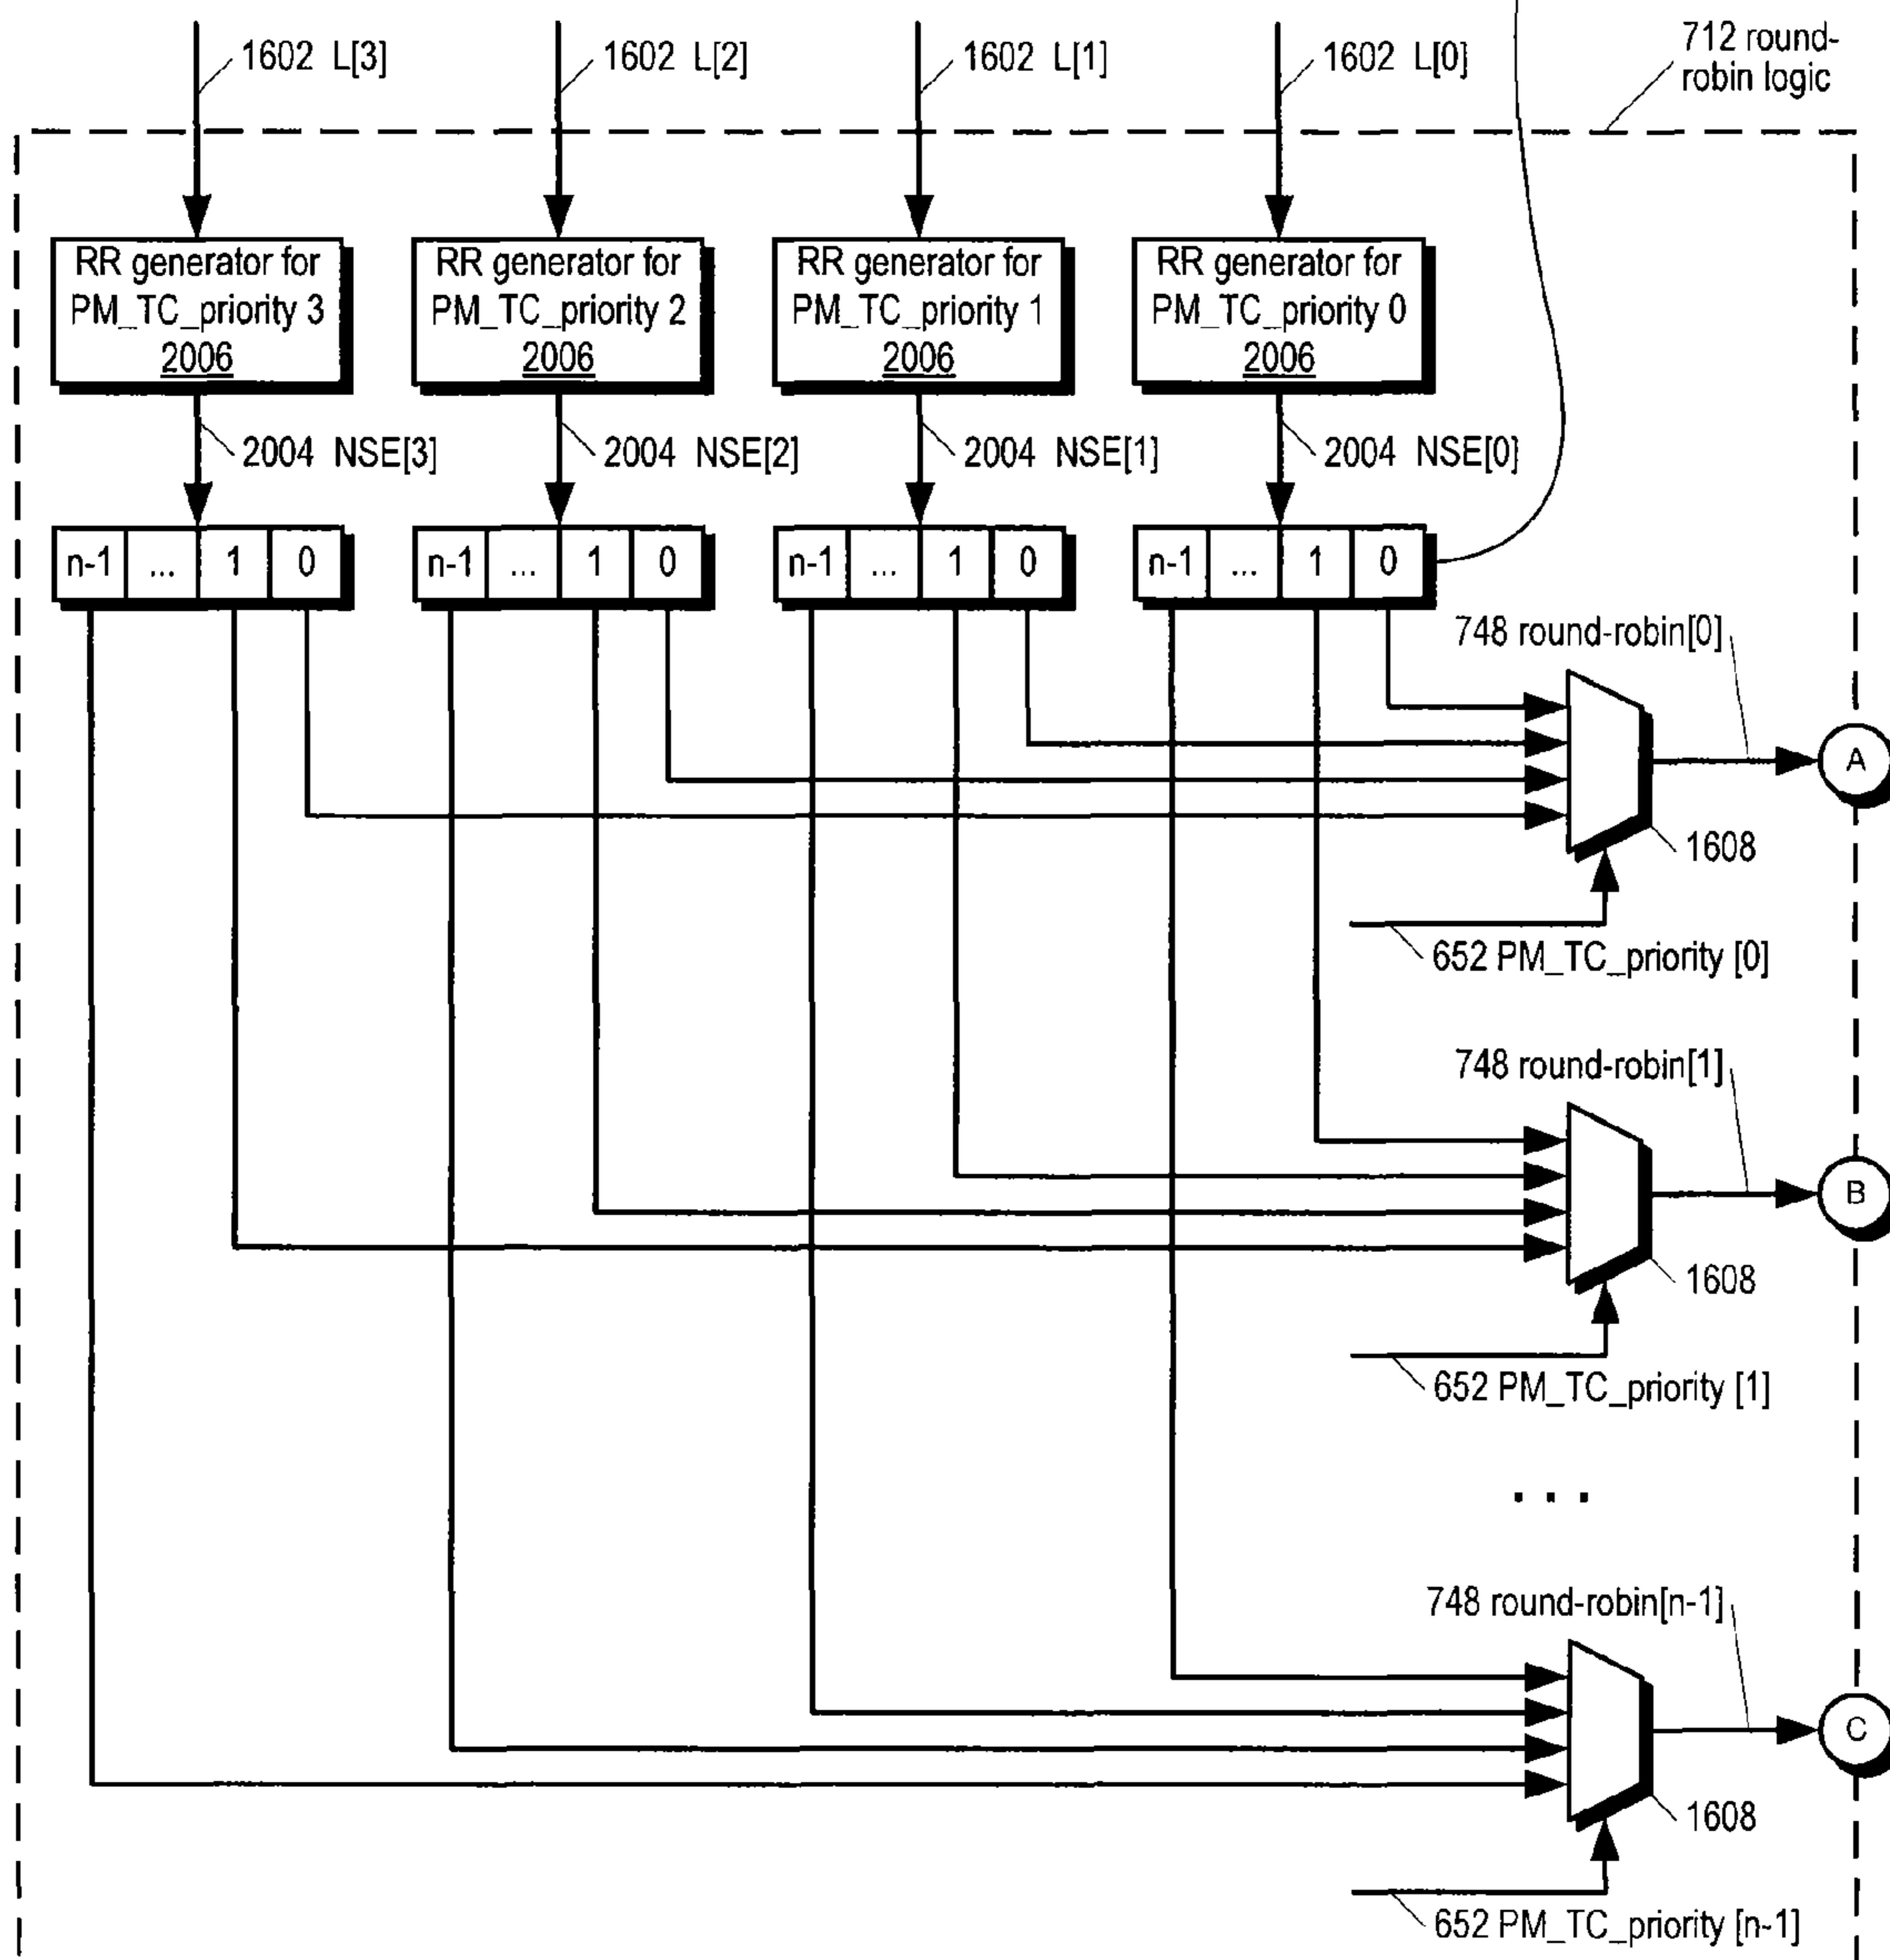 1602 L[3]
1602 L[2]
1602 L[1]
1602 L[0]
712 round-
robin logic
RR generator for
PM_TC_priority 3
2006
RR generator for
PM_TC_priority 2
2006
RR generator for
PM_TC_priority 1
2006
RR generator for
PM_TC_priority 0
2006
2004 NSE[3]
2004 NSE[2]
2004 NSE[1]
2004 NSE[0]
n-1 ... 1 0
n-1 ... 1 0
n-1 ... 1 0
n-1 ... 1 0
748 round-robin[0]
A
1608
652 PM_TC_priority [0]
748 round-robin[1]
B
1608
652 PM_TC_priority [1]
. . .
748 round-robin[n-1]
C
1608
652 PM_TC_priority [n-1]